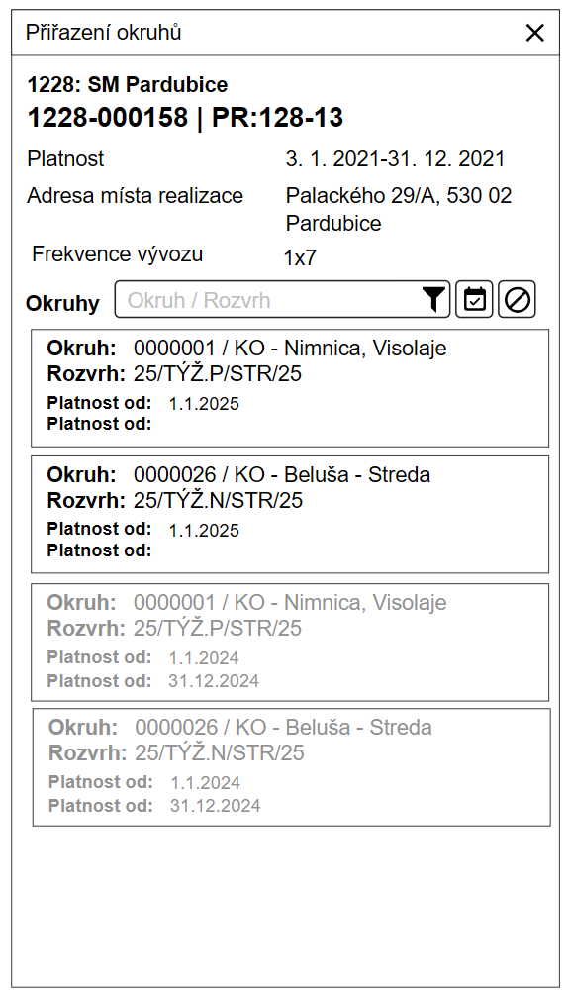 Přiřazení okruhů
1228: SM Pardubice
1228-000158 | PR:128-13
Platnost 3. 1. 2021-31. 12. 2021
Adresa místa realizace Palackého 29/A, 530 02
Pardubice
Frekvence vývozu 1x7
Okruhy Okruh / Rozvrh
Okruh: 0000001 / KO - Nimnica, Visolaje
Rozvrh: 25/TÝŽ.P/STR/25
Platnost od: 1.1.2025
Platnost od:
Okruh: 0000026 / KO - Beluša - Streda
Rozvrh: 25/TÝŽ.N/STR/25
Platnost od: 1.1.2025
Platnost od:
Okruh: 0000001 / KO - Nimnica, Visolaje
Rozvrh: 25/TÝŽ.P/STR/25
Platnost od: 1.1.2024
Platnost od: 31.12.2024
Okruh: 0000026 / KO - Beluša - Streda
Rozvrh: 25/TÝŽ.N/STR/25
Platnost od: 1.1.2024
Platnost od: 31.12.2024